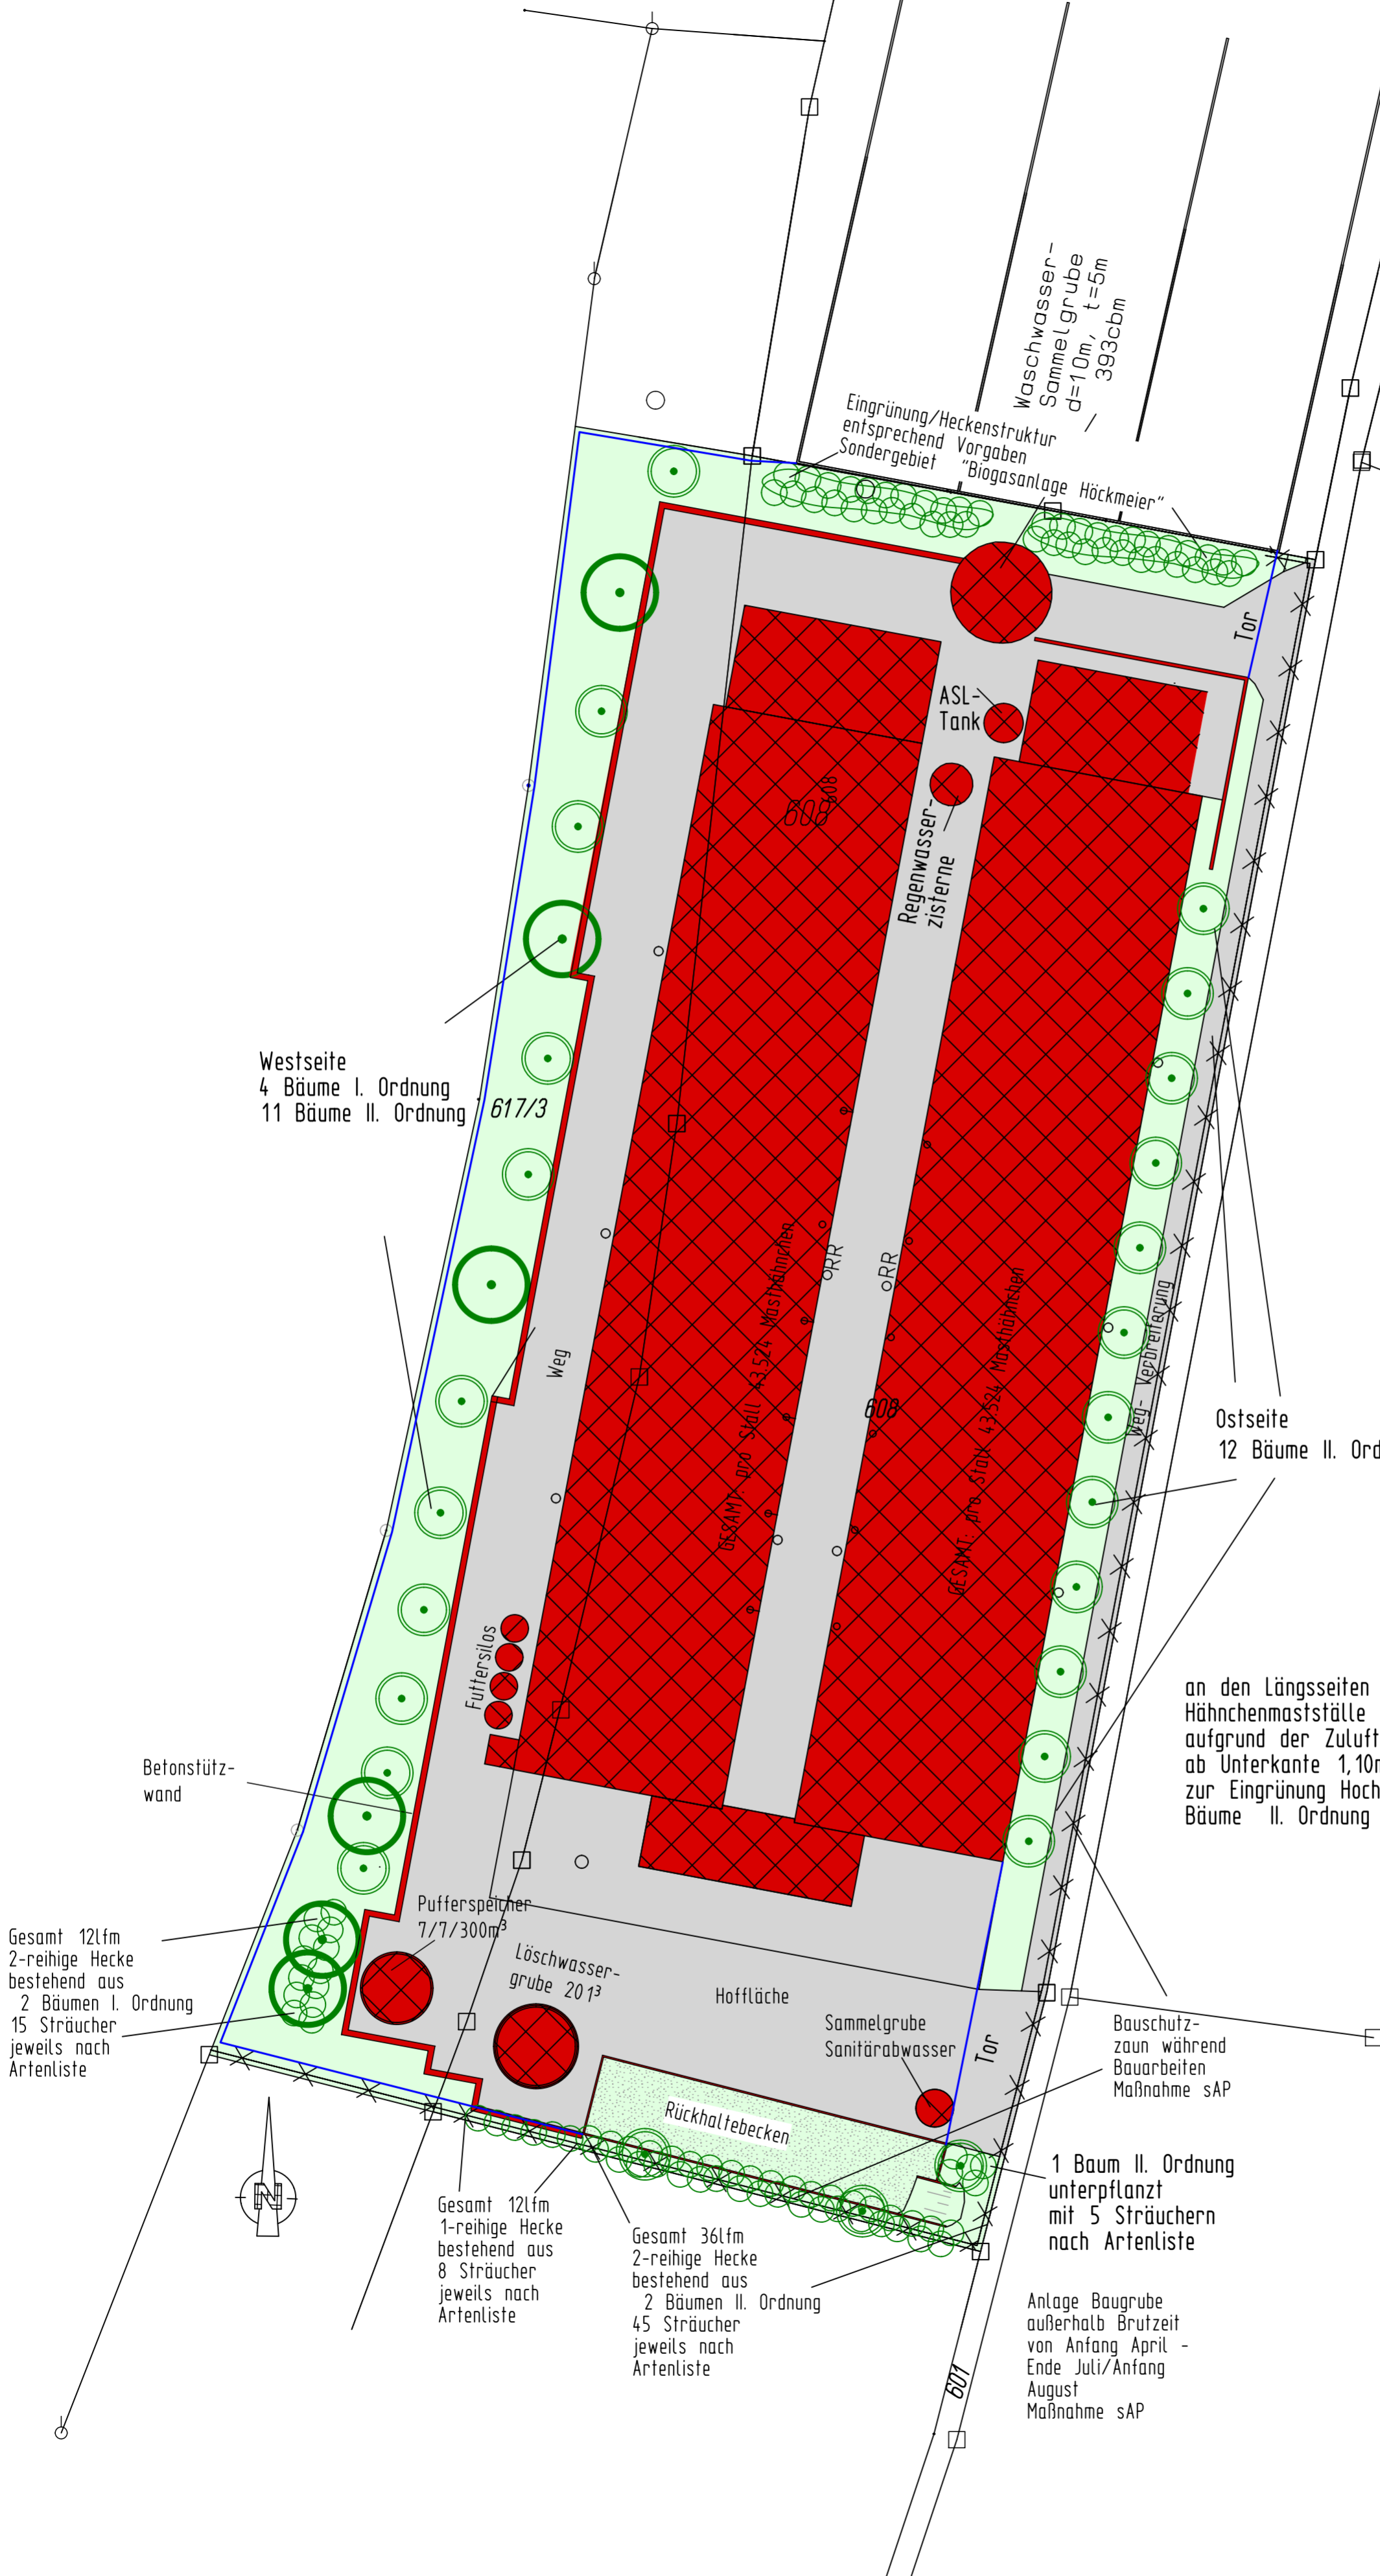 Waschwasser-
Sammelgrube
d=10m, t=5m
393cbm
Eingrünung/Heckenstruktur
entsprechend Vorgaben
Sondergebiet "Biogasanlage Höckmeier"
Tor
ASL-
Tank
608
608
Regenwasser-
zisterne
Westseite
4 Bäume I. Ordnung
11 Bäume II. Ordnung
617/3
GESAMT: pro Stall 43.524 Masthähnchen
RR
RR
GESAMT: pro Stall 43.524 Masthähnchen
Weg
608
Weg- Verbreiterung
Ostseite
12 Bäume II. Ord
Futtersilos
an den Längsseiten
Hähnchenmastställe
aufgrund der Zuluft
ab Unterkante 1,10m
zur Eingrünung Hoch
Bäume II. Ordnung
Betonstütz-
wand
Pufferspeicher
7/7/300m³
Löschwasser-
grube 201³
Hoffläche
Gesamt 12lfm
2-reihige Hecke
bestehend aus
2 Bäumen I. Ordnung
15 Sträucher
jeweils nach
Artenliste
Sammelgrube
Sanitärabwasser
Tor
Bauschutz-
zaun während
Bauarbeiten
Maßnahme sAP
Rückhaltebecken
N
1 Baum II. Ordnung
unterpflanzt
mit 5 Sträuchern
nach Artenliste
Gesamt 12lfm
1-reihige Hecke
bestehend aus
8 Sträucher
jeweils nach
Artenliste
Gesamt 36lfm
2-reihige Hecke
bestehend aus
2 Bäumen II. Ordnung
45 Sträucher
jeweils nach
Artenliste
Anlage Baugrube
außerhalb Brutzeit
von Anfang April -
Ende Juli/Anfang
August
Maßnahme sAP
601